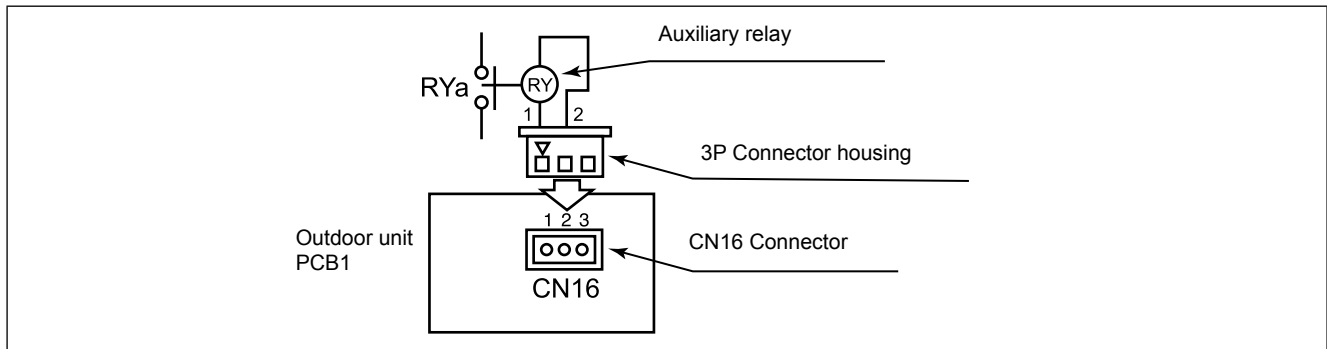 Auxiliary relay
RYa
RY
1 2
3P Connector housing
1 2 3
Outdoor unit
PCB1
CN16 Connector
CN16